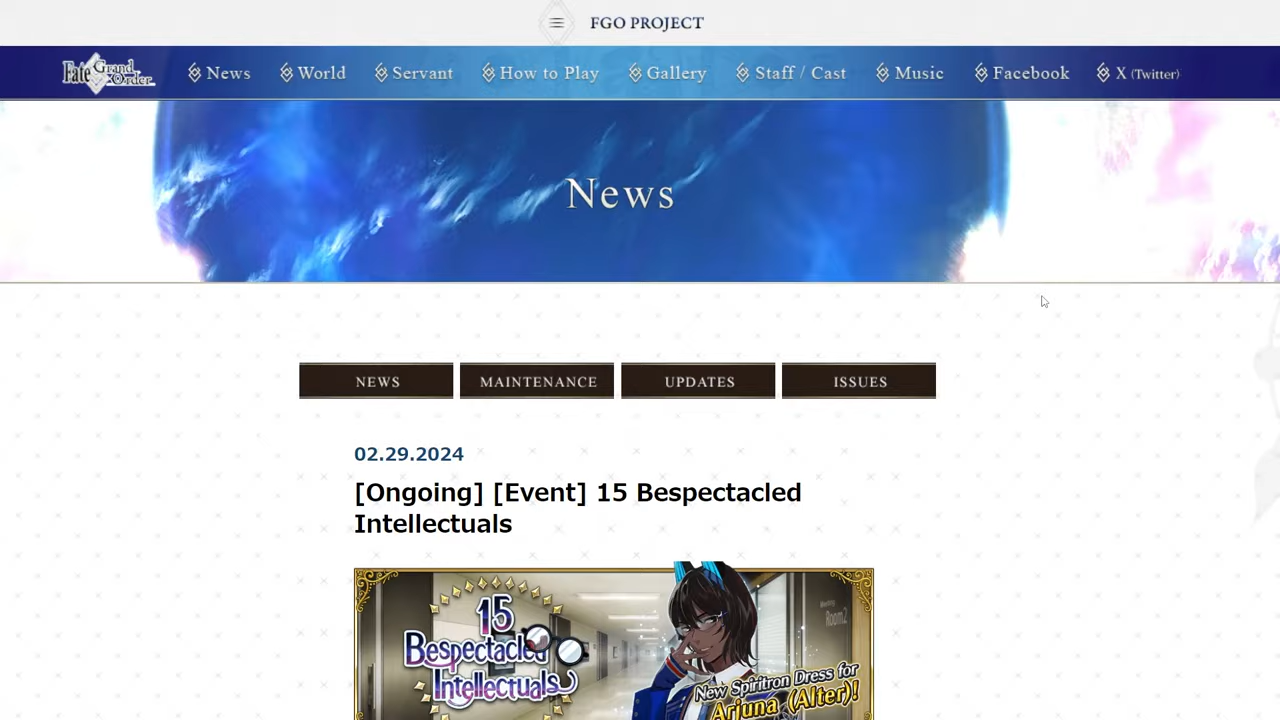 FGO PROJECT
Fate Grand Order
News World Servant How to Play Gallery Staff / Cast Music Facebook X (Twitter)
News
NEWS MAINTENANCE UPDATES ISSUES
02.29.2024
[Ongoing] [Event] 15 Bespectacled
Intellectuals
15
Bespectacled
Intellectuals
Room2
New Spiritron Dress for
Arjuna (Alter)!